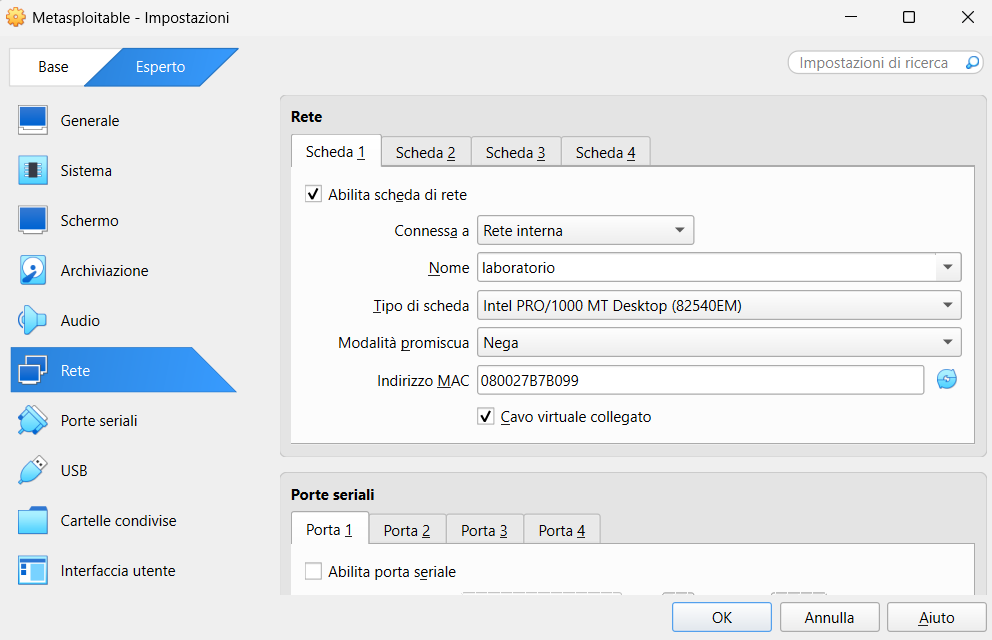 Metasploitable - Impostazioni
Base
Esperto
Impostazioni di ricerca
Generale
Sistema
Schermo
Archiviazione
Audio
Rete
Porte seriali
USB
Cartelle condivise
Interfaccia utente
Rete
Scheda 1
Scheda 2
Scheda 3
Scheda 4
Abilita scheda di rete
Connessa a
Rete interna
Nome
laboratorio
Tipo di scheda
Intel PRO/1000 MT Desktop (82540EM)
Modalità promiscua
Nega
Indirizzo MAC
080027B7B099
Cavo virtuale collegato
Porte seriali
Porta 1
Porta 2
Porta 3
Porta 4
Abilita porta seriale
OK
Annulla
Aiuto